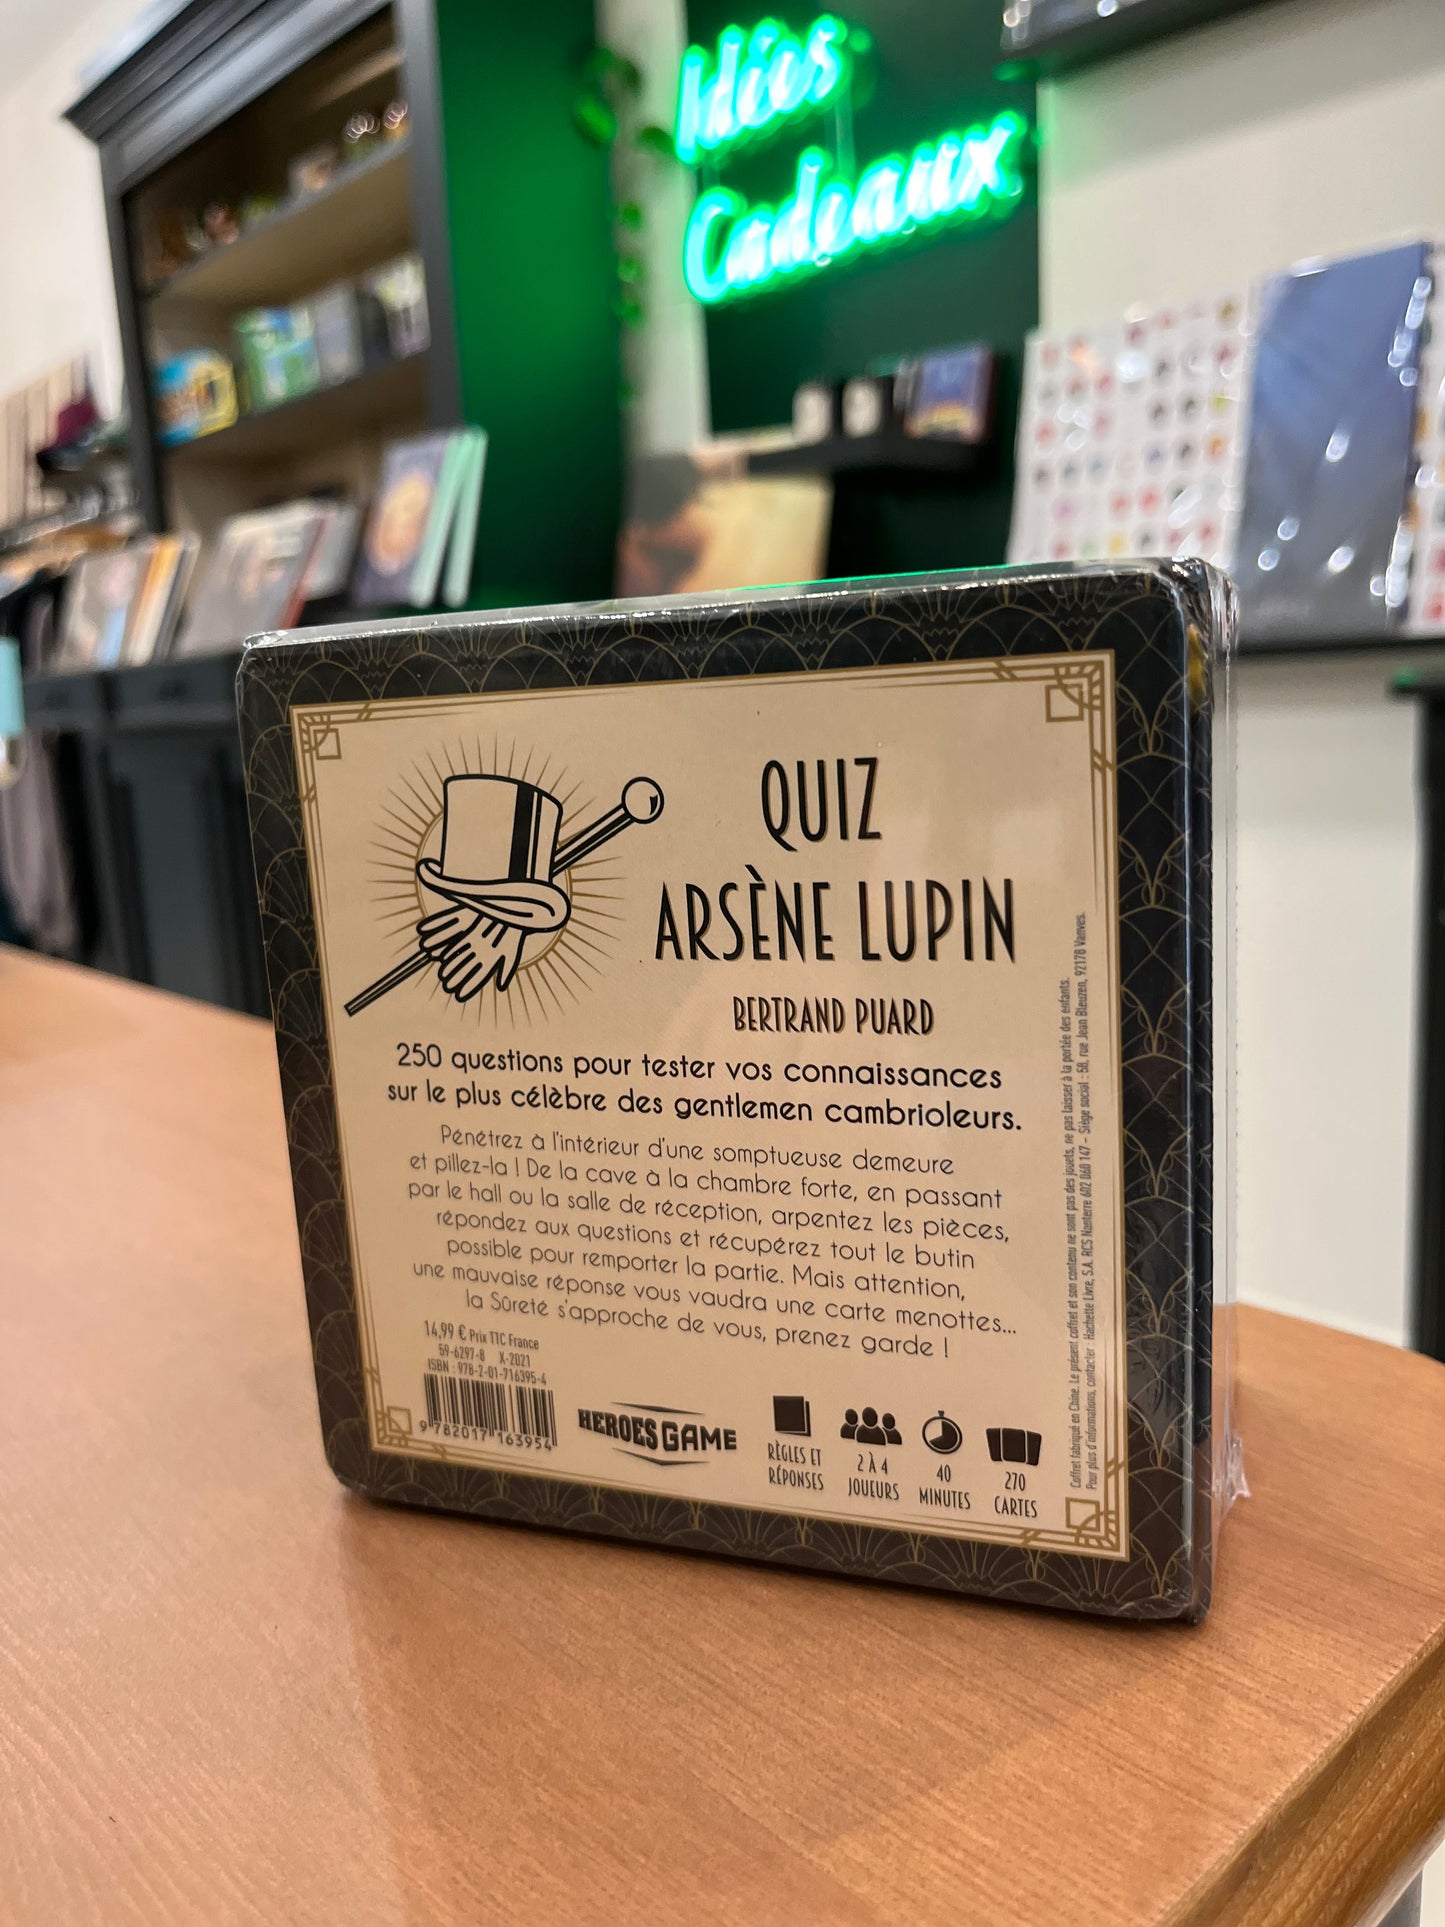 Idées
Cadeaux
QUIZ
ARSÈNE LUPIN
BERTRAND PUARD
250 questions pour tester vos connaissances
sur le plus célèbre des gentlemen cambrioleurs.
Pénétrez à l'intérieur d'une somptueuse demeure
et pillez-la ! De la cave à la chambre forte, en passant
par le hall ou la salle de réception, arpentez les pièces,
répondez aux questions et récupérez tout le butin
possible pour remporter la partie. Mais attention,
une mauvaise réponse vous vaudra une carte menottes...
la Sûreté s'approche de vous, prenez garde !
14,99 € Prix TTC France
59-6297-8 X-2021
ISBN : 978-2-01-716395-4
9 782017 163954
HEROES GAME
RÈGLES ET
RÉPONSES
2 À 4
JOUEURS
40
MINUTES
270
CARTES
Coffret fabriqué en Chine. Le présent coffret et son contenu ne sont pas des jouets, ne pas laisser à la portée des enfants.
Pour plus d'informations, contacter : Hachette Livre, S.A. RCS Nanterre 602 060 147 – Siège social : 58, rue Jean Bleuzen, 92178 Vanves.